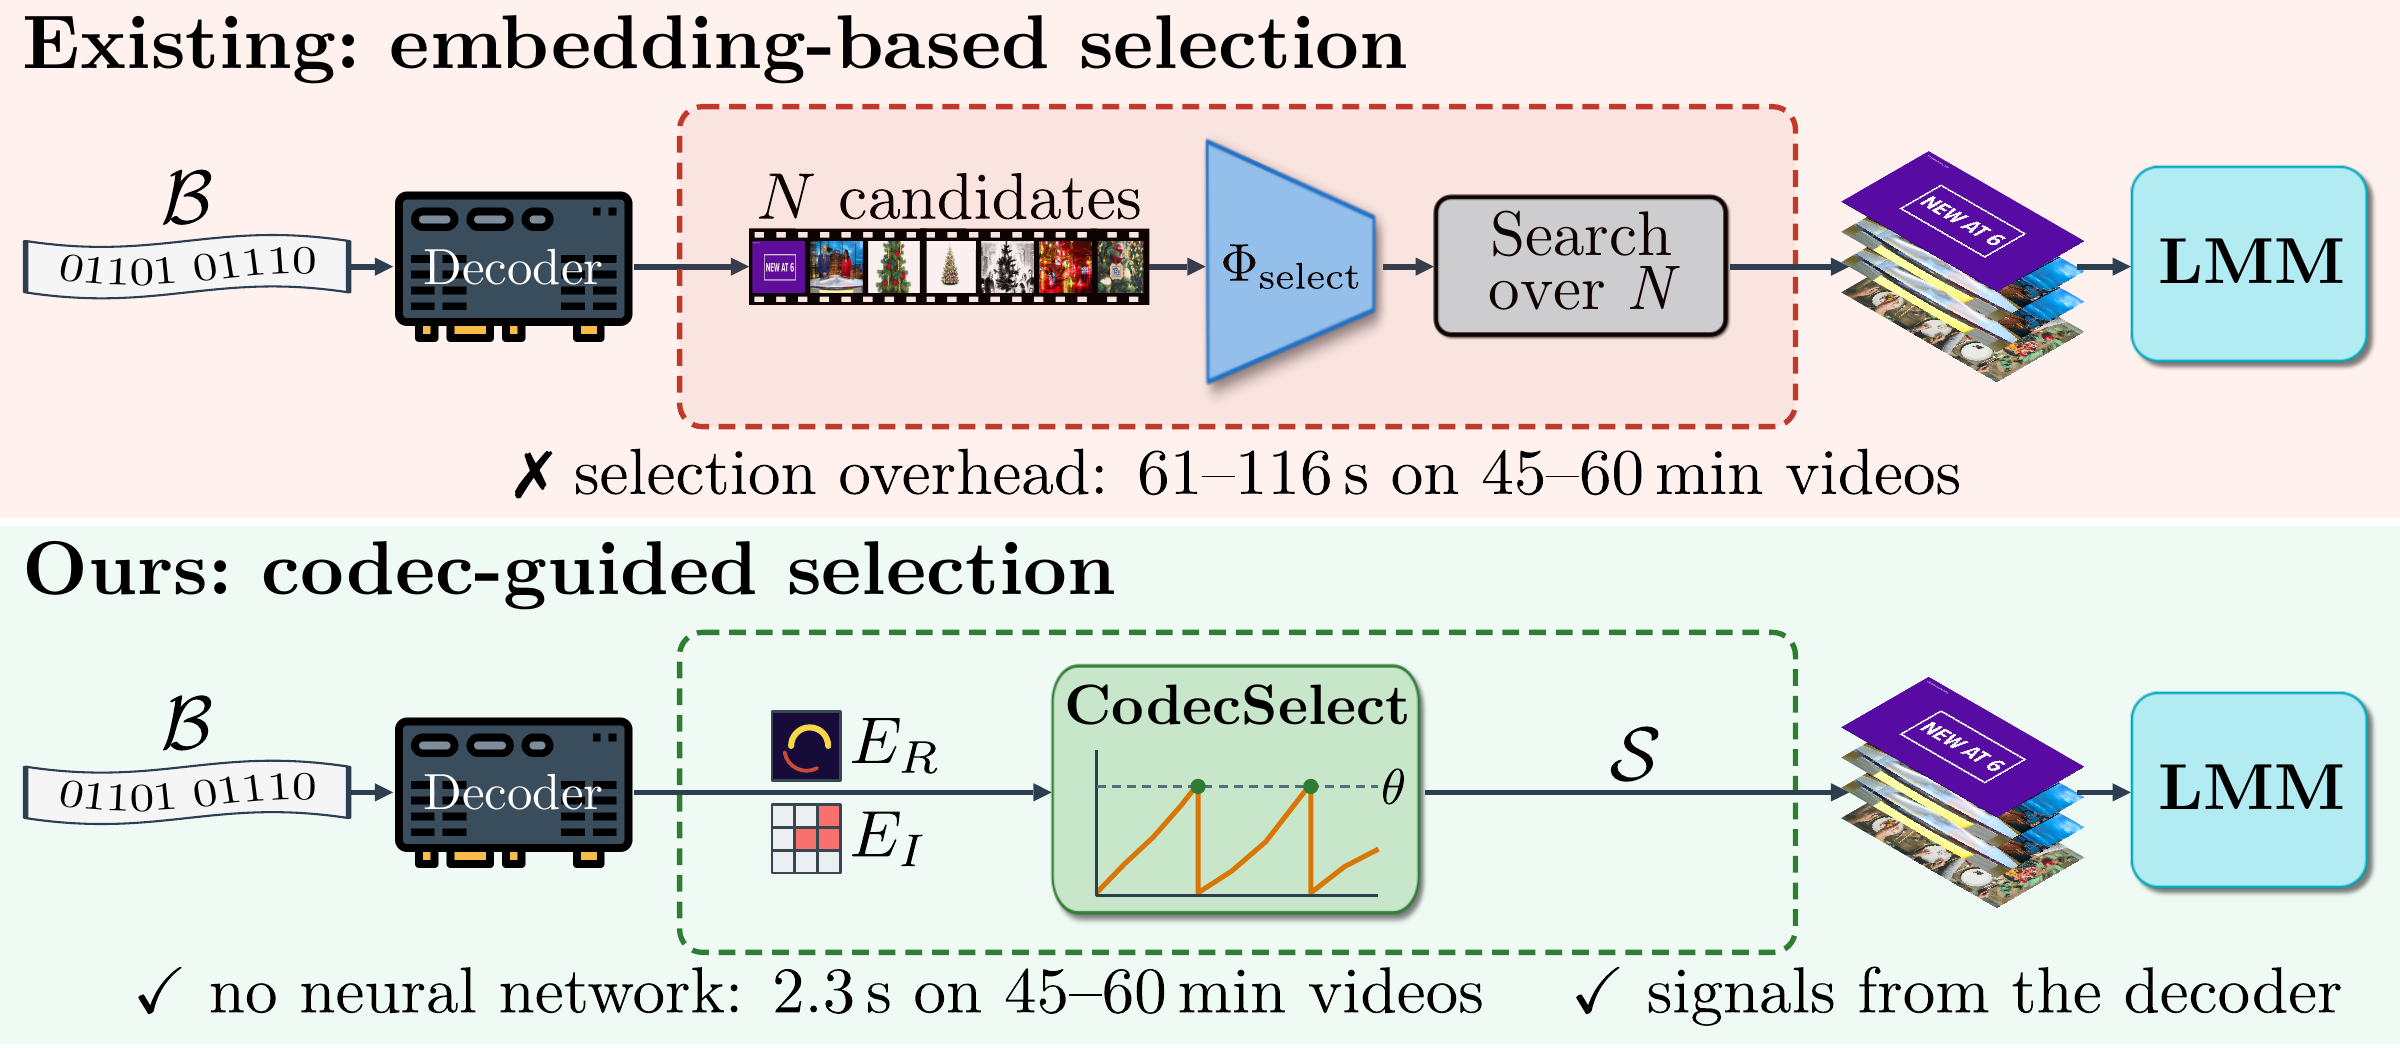 Existing: embedding-based selection
ℬ
01101 01110
Decoder
N candidates
NEW AT 6
Φselect
Search
over N
NEW AT 6
LMM
✗ selection overhead: 61–116 s on 45–60 min videos
Ours: codec-guided selection
ℬ
01101 01110
Decoder
E_R
E_I
CodecSelect
θ
𝒮
NEW AT 6
LMM
✓ no neural network: 2.3 s on 45–60 min videos
✓ signals from the decoder